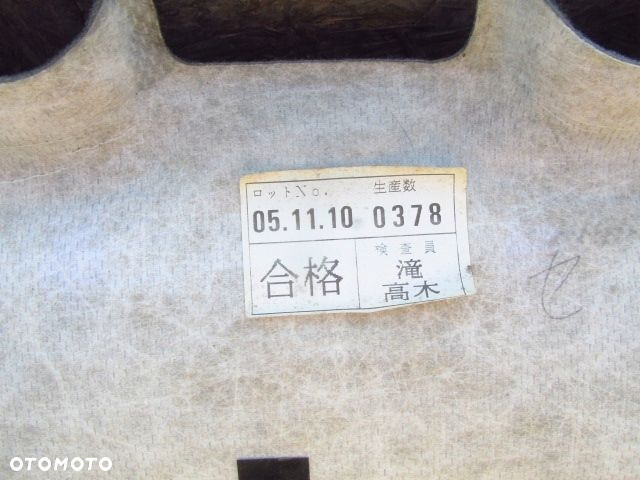 ロットNo. 生産数
05.11.10 0378
合格
検査員
滝
高木
セ
OTOMOTO